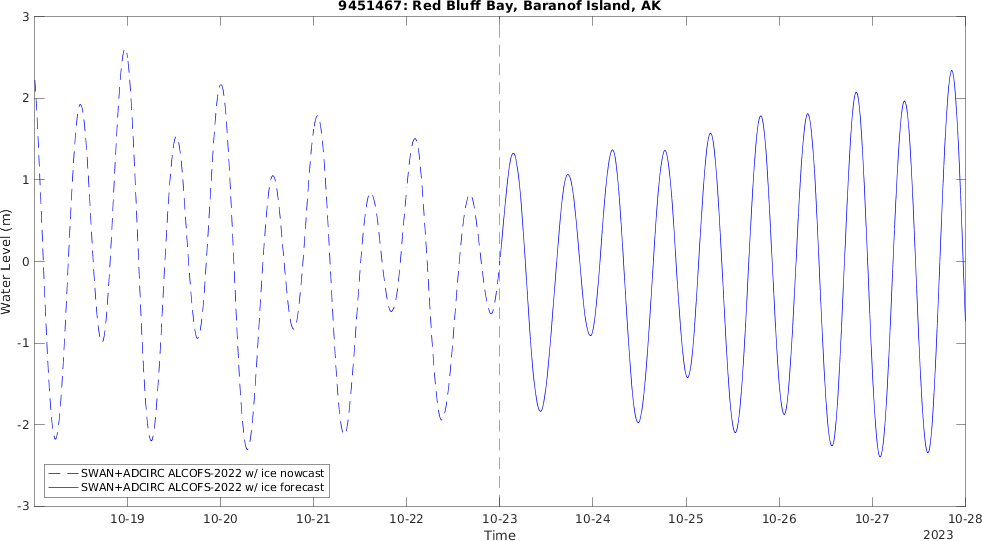 9451467: Red Bluff Bay, Baranof Island, AK
3
2
1
0
-1
-2
-3
Water Level (m)
SWAN+ADCIRC ALCOFS-2022 w/ ice nowcast
SWAN+ADCIRC ALCOFS-2022 w/ ice forecast
10-19 10-20 10-21 10-22 10-23 10-24 10-25 10-26 10-27 10-28
Time
2023